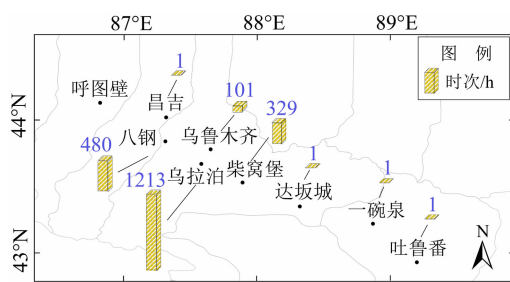 87°E 88°E 89°E
图 例
时次/h
1
呼图壁
昌吉
101
329
44°N
八钢
乌鲁木齐
480
1213
乌拉泊
柴窝堡
1
达坂城
1
一碗泉
1
吐鲁番
43°N
N